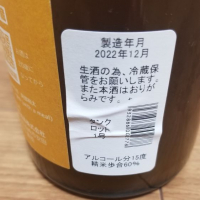 製造年月
2022年12月
生酒の為、冷蔵保
管をお願いします。
また本酒はおりが
らみです。
タンク
ロット
1号
アルコール分15度
精米歩合60%